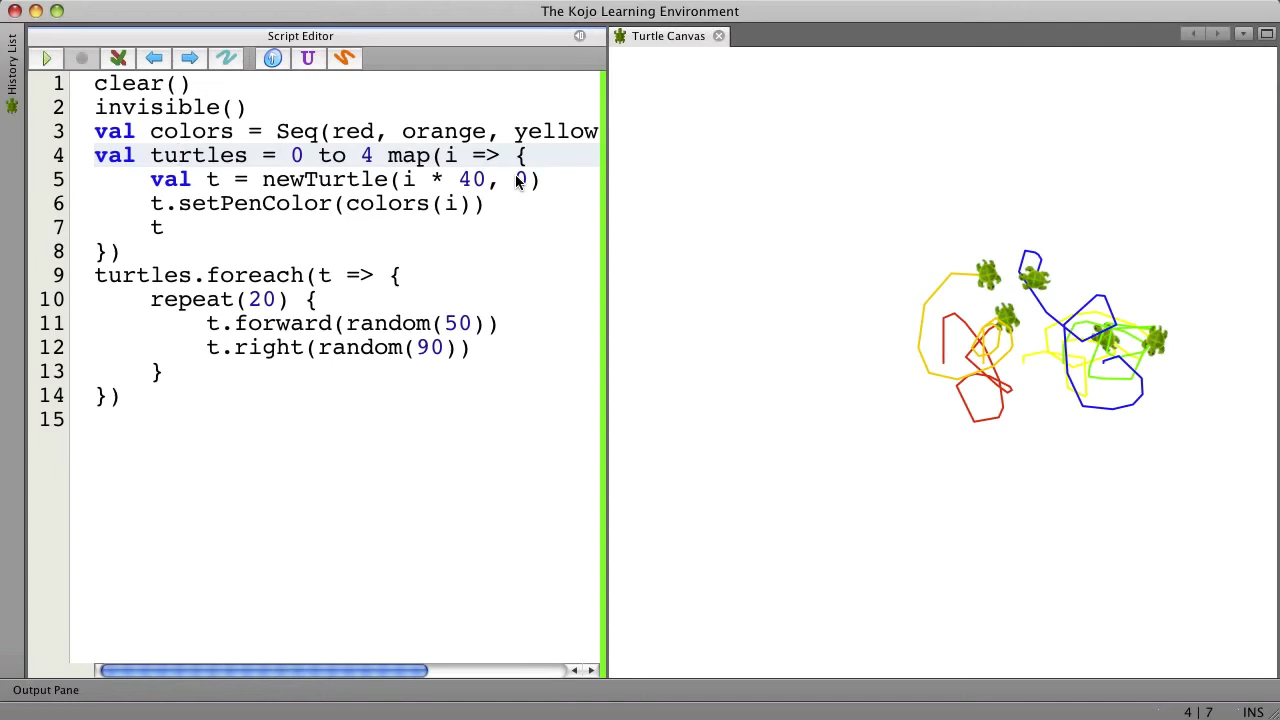 The Kojo Learning Environment
History List
Script Editor
Turtle Canvas
U
1 clear()
2 invisible()
3 val colors = Seq(red, orange, yellow
4 val turtles = 0 to 4 map(i => {
5 val t = newTurtle(i * 40, 0)
6 t.setPenColor(colors(i))
7 t
8 })
9 turtles.foreach(t => {
10 repeat(20) {
11 t.forward(random(50))
12 t.right(random(90))
13 }
14 })
15
Output Pane
4 | 7 INS